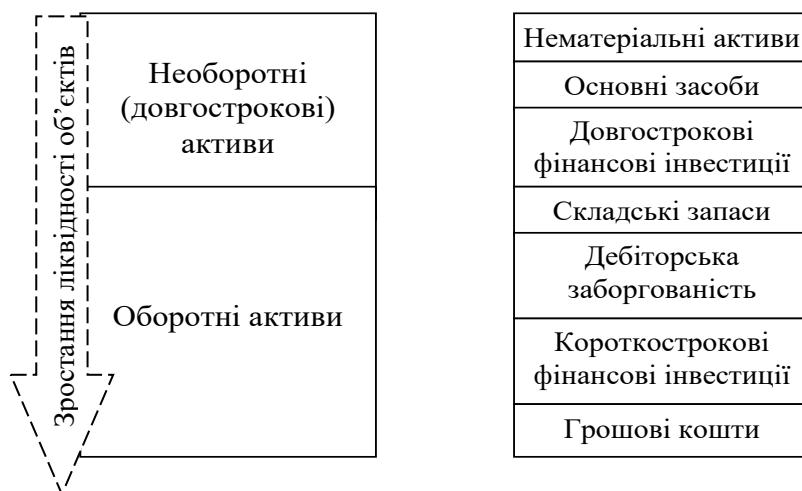 Зростання ліквідності об’єктів
Необоротні
(довгострокові)
активи
Оборотні активи
Нематеріальні активи
Основні засоби
Довгострокові
фінансові інвестиції
Складські запаси
Дебіторська
заборгованість
Короткострокові
фінансові інвестиції
Грошові кошти